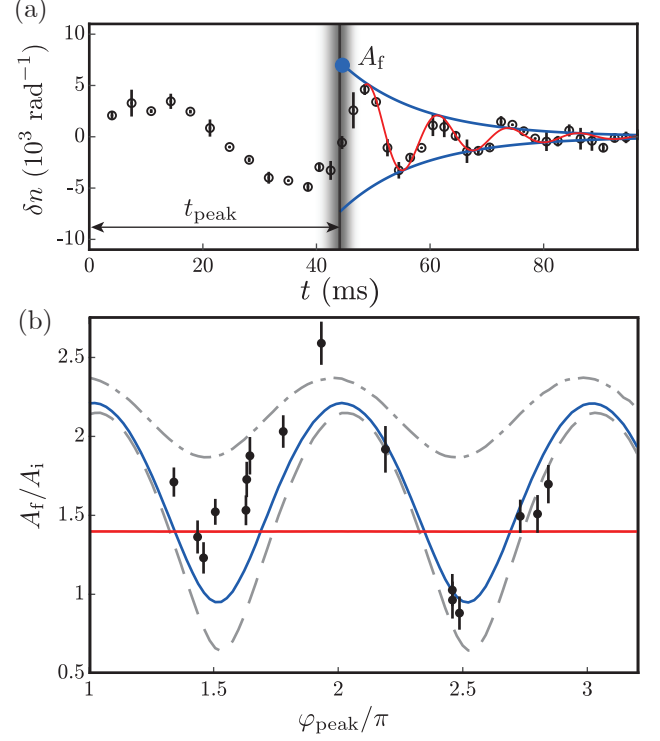 (a)
10
5
0
-5
-10
δn (10³ rad⁻¹)
A_f
t_peak
0 20 40 60 80
t (ms)
(b)
2.5
2
1.5
1
0.5
A_f/A_i
1 1.5 2 2.5 3
φ_peak/π